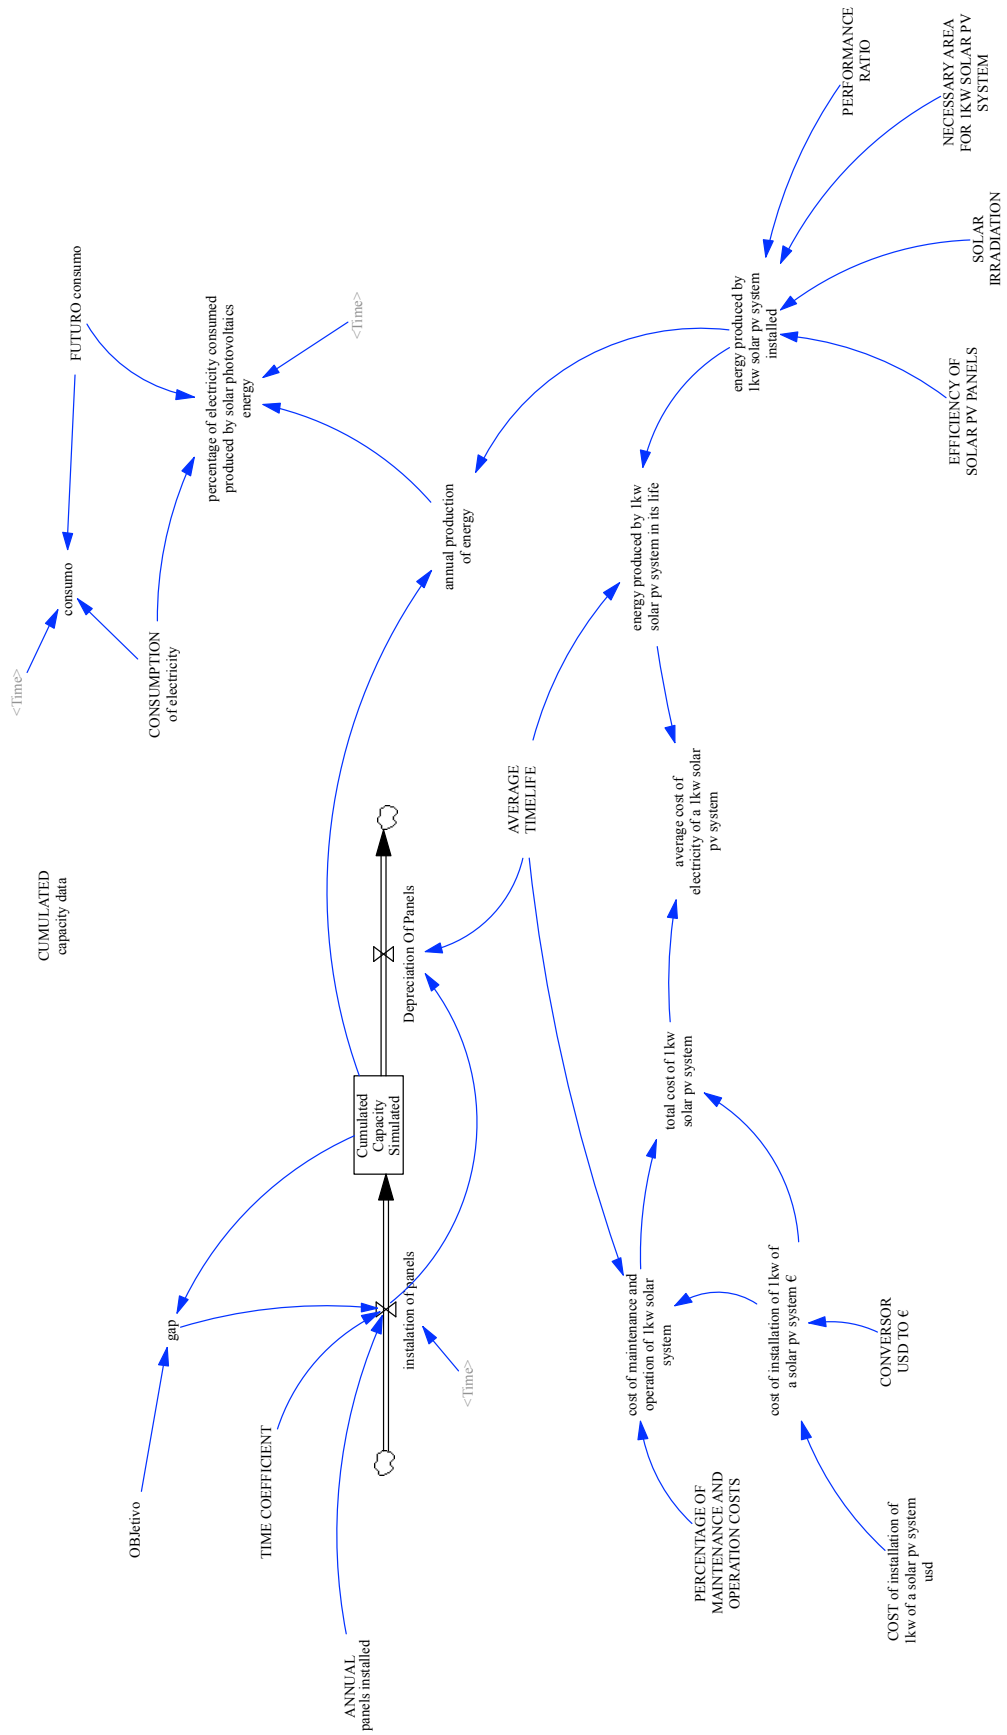 <Time>
consumo
FUTURO consumo
CUMULATED
capacity data
CONSUMPTION
of electricity
percentage of electricity consumed
produced by solar photovoltaics
energy
<Time>
OBJetivo
gap
TIME COEFFICIENT
ANNUAL
panels installed
instalation of panels
<Time>
Cumulated
Capacity
Simulated
Depreciation Of Panels
annual production
of energy
AVERAGE
TIMELIFE
PERFORMANCE
RATIO
NECESSARY AREA
FOR 1KW SOLAR PV
SYSTEM
SOLAR
IRRADIATION
EFFICIENCY OF
SOLAR PV PANELS
energy produced by
1kw solar pv system
installed
energy produced by 1kw
solar pv system in its life
average cost of
electricity of a 1kw solar
pv system
total cost of 1kw
solar pv system
cost of maintenance and
operation of 1kw solar
system
PERCENTAGE OF
MAINTENANCE AND
OPERATION COSTS
cost of installation of 1kw of
a solar pv system €
CONVERSOR
USD TO €
COST of installation of
1kw of a solar pv system
usd